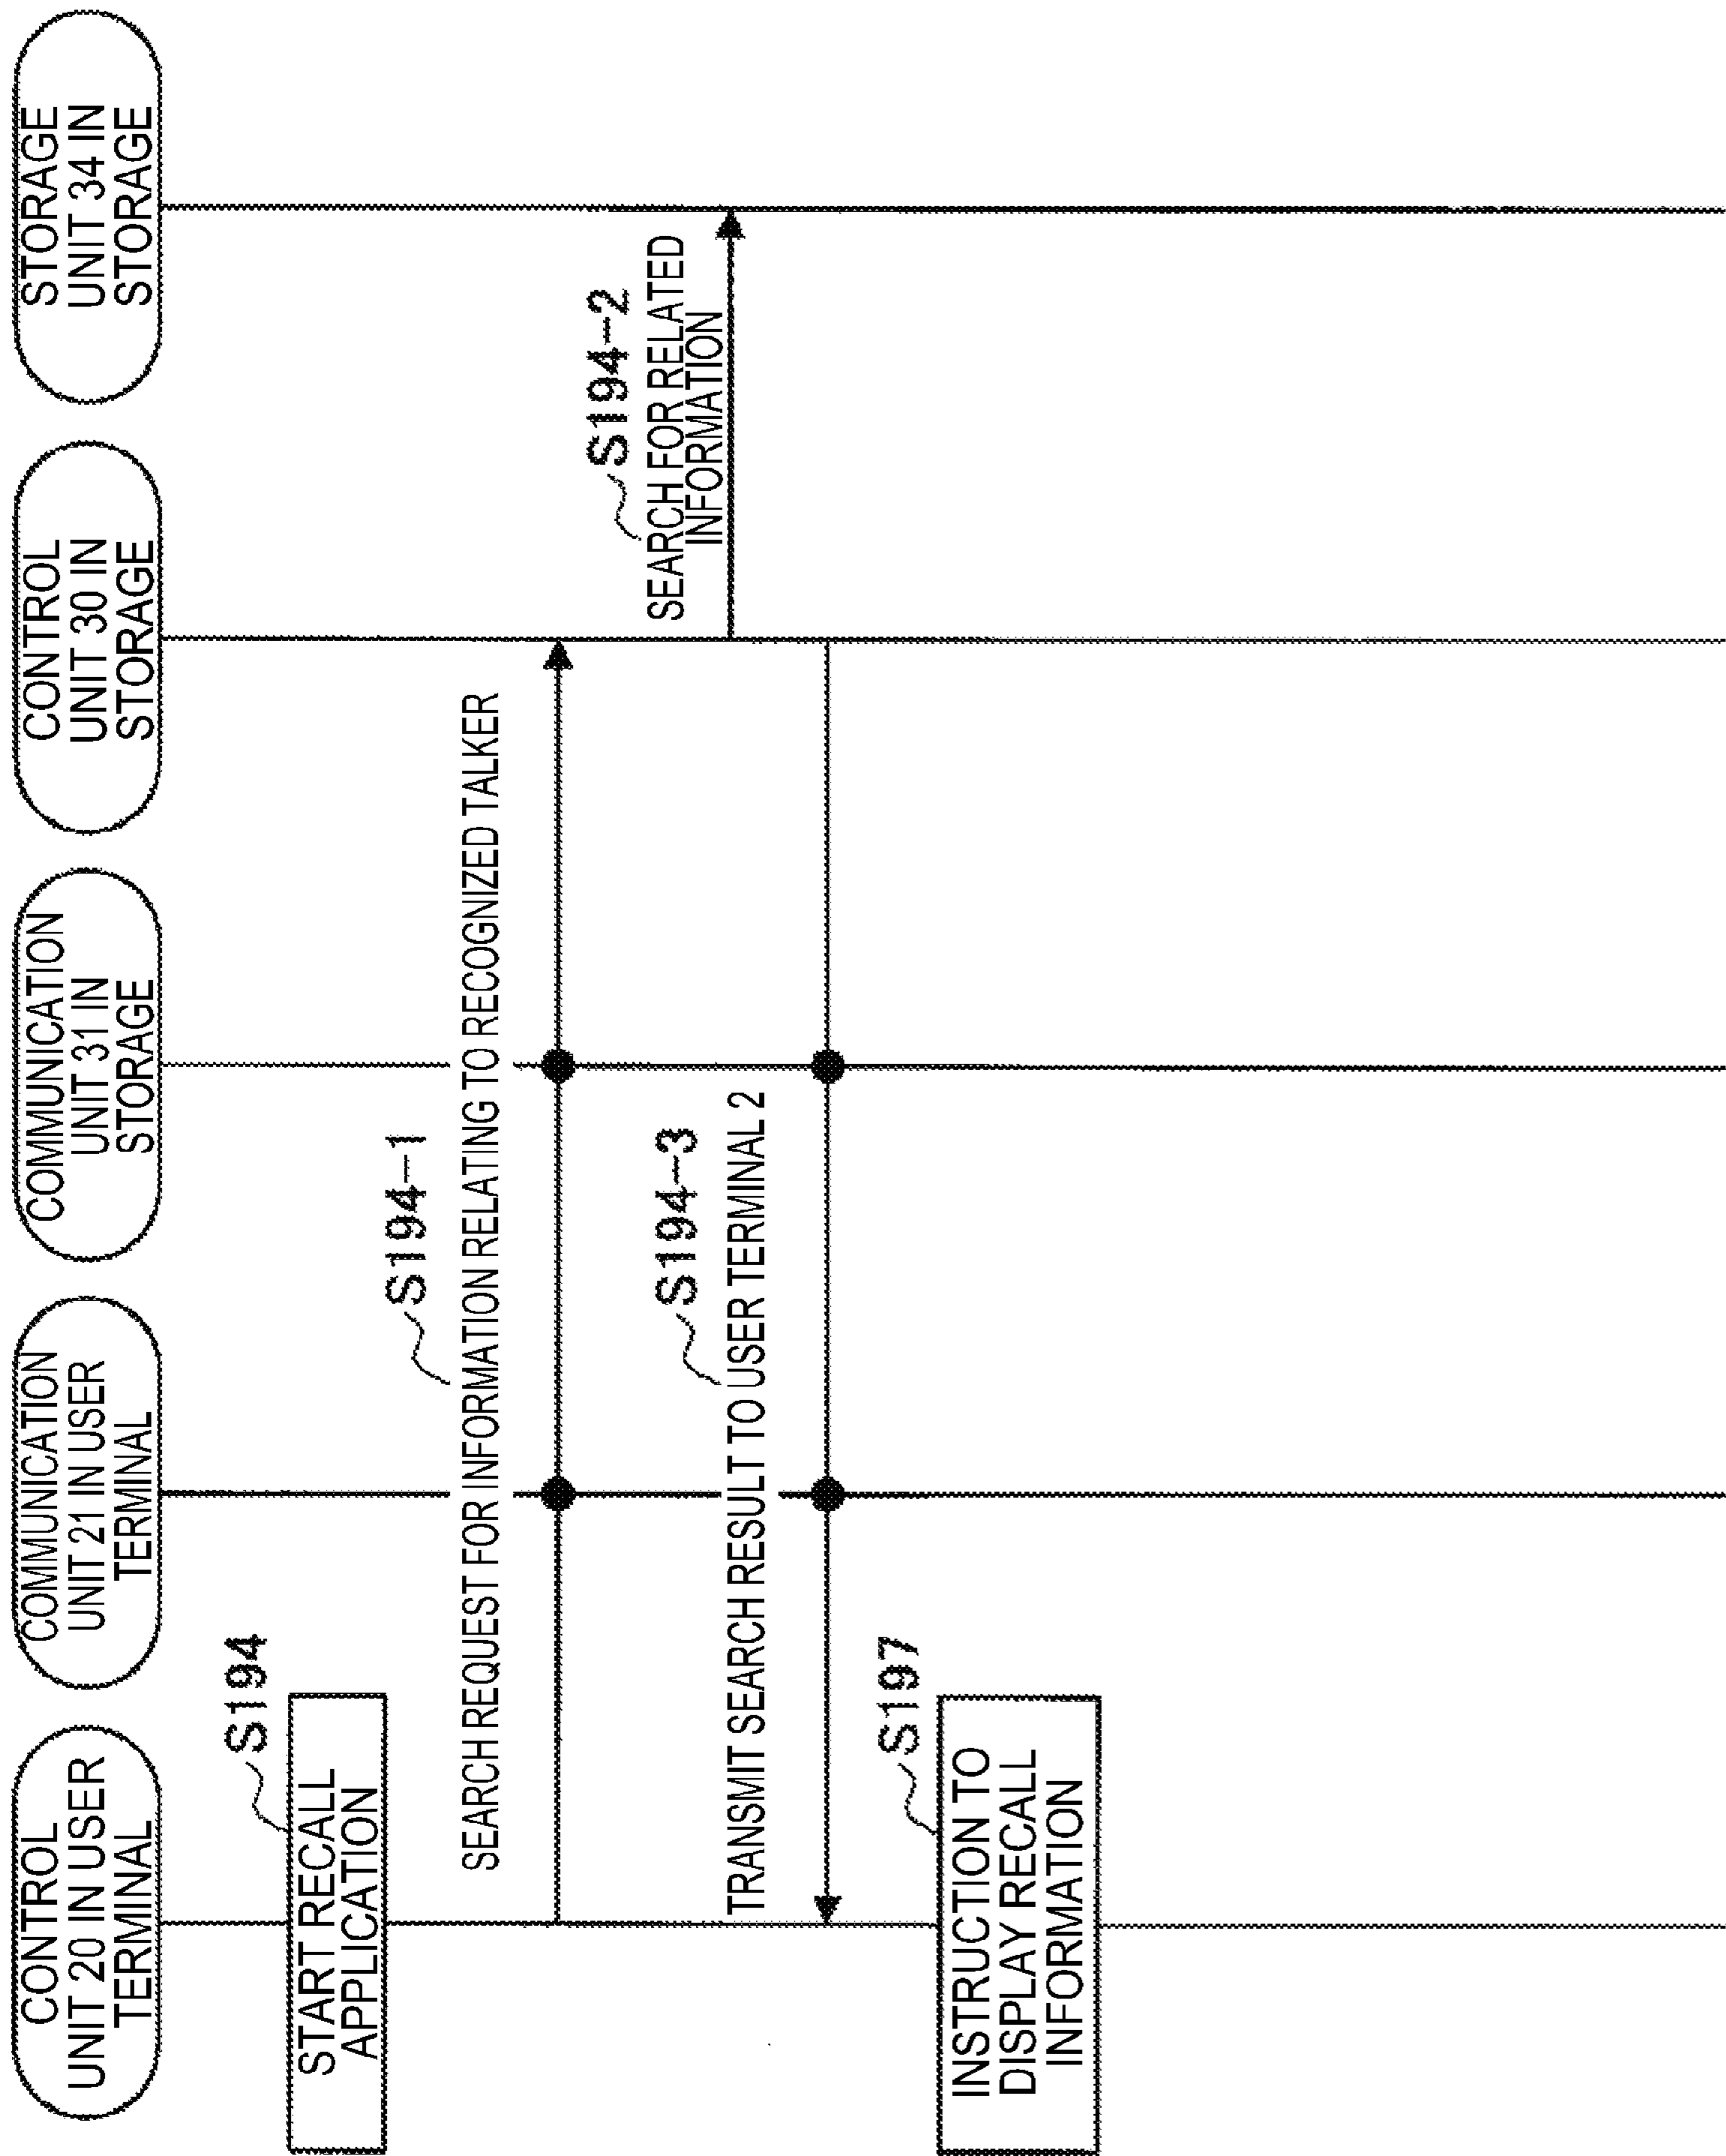 CONTROL
UNIT 20 IN USER
TERMINAL
COMMUNICATION
UNIT 21 IN USER
TERMINAL
COMMUNICATION
UNIT 31 IN
STORAGE
CONTROL
UNIT 30 IN
STORAGE
STORAGE
UNIT 34 IN
STORAGE
S194
START RECALL
APPLICATION
S194-1
SEARCH REQUEST FOR INFORMATION RELATING TO RECOGNIZED TALKER
S194-2
SEARCH FOR RELATED
INFORMATION
S194-3
TRANSMIT SEARCH RESULT TO USER TERMINAL 2
S197
INSTRUCTION TO
DISPLAY RECALL
INFORMATION